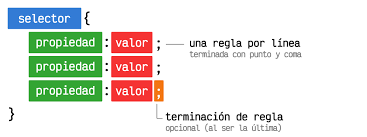 selector {
propiedad : valor ; una regla por línea
terminada con punto y coma
propiedad : valor ;
propiedad : valor ;
} terminación de regla
opcional (al ser la última)